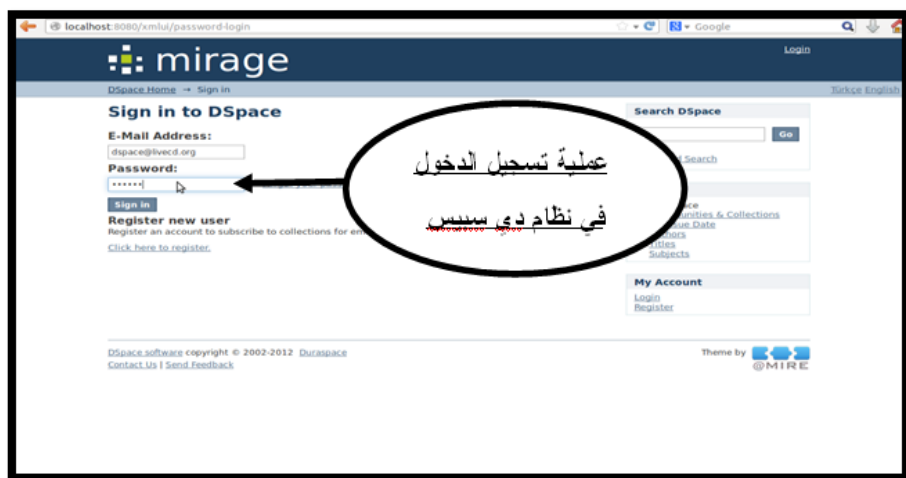 localhost:8080/xmlui/password-login
Google
mirage
Login
DSpace Home → Sign in
Türkçe English
Sign in to DSpace
E-Mail Address:
dspace@livecd.org
Password:
••••••
Sign in
Register new user
Register an account to subscribe to collections for
Click here to register.
عملية تسجيل الدخول
في نظام دي سبيس
Search DSpace
Go
Search
& Collections
Date
Titles
Subjects
My Account
Login
Register
DSpace software copyright © 2002-2012 Duraspace
Contact Us | Send Feedback
Theme by
@MIRE